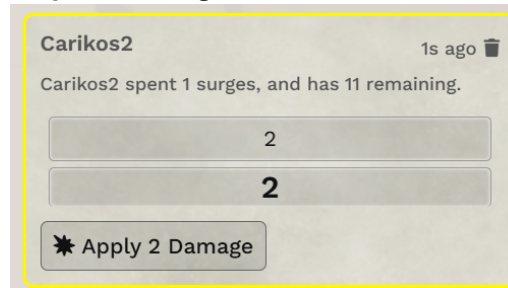 Carikos2
1s ago
Carikos2 spent 1 surges, and has 11 remaining.
2
2
Apply 2 Damage